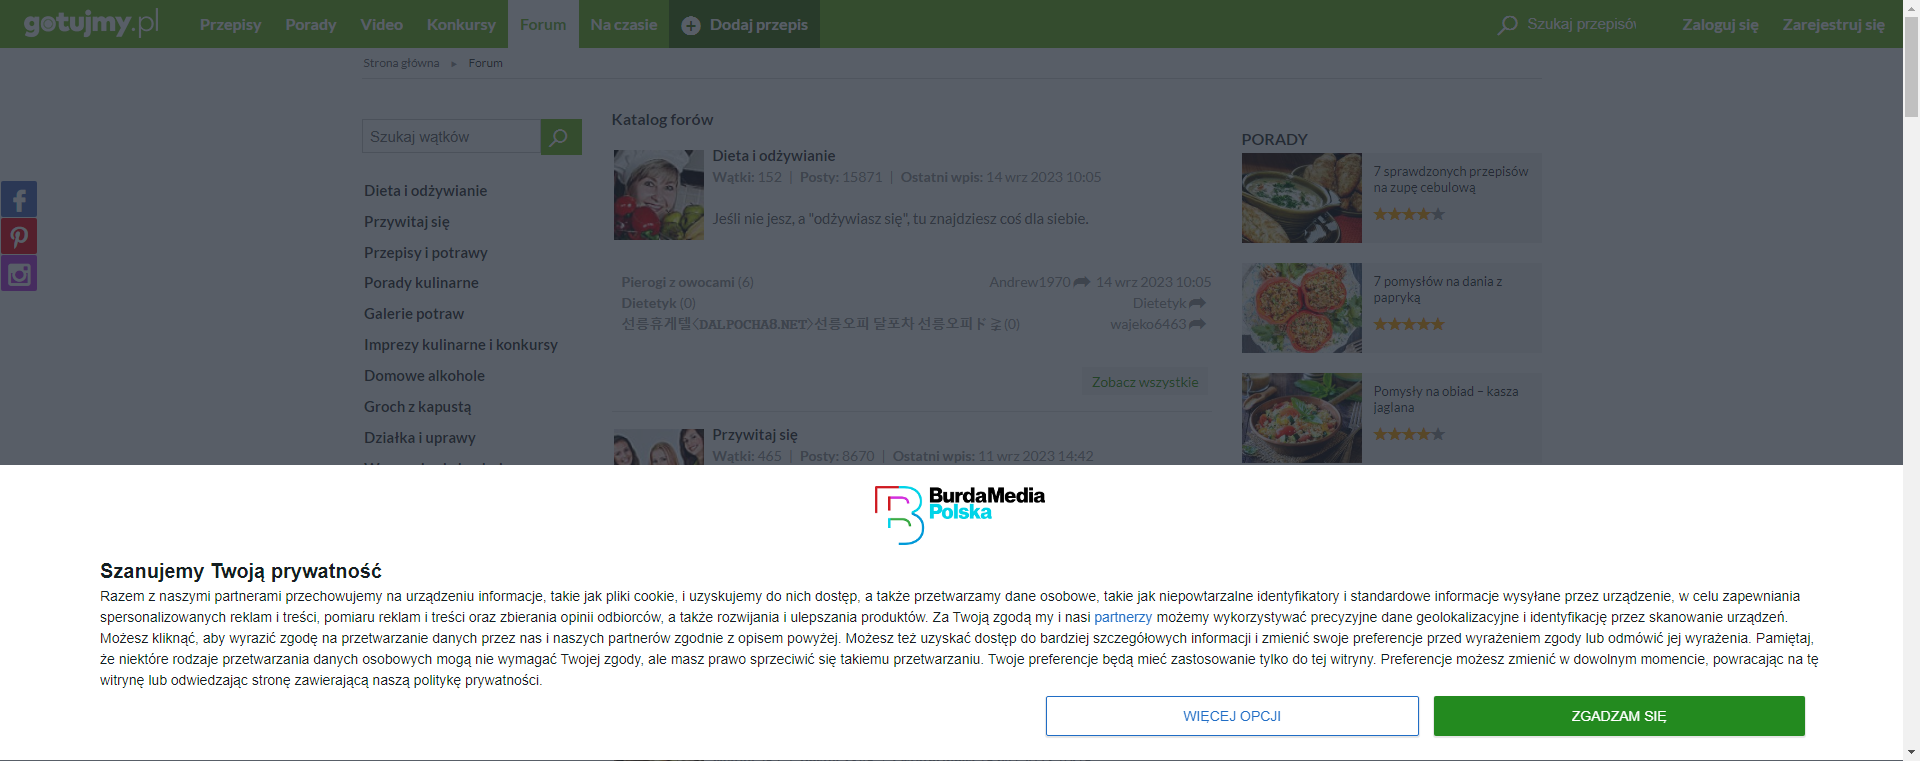 gotujmy.pl Przepisy Porady Video Konkursy Forum Na czasie Dodaj przepis Szukaj przepisów Zaloguj się Zarejestruj się
Strona główna » Forum
Szukaj wątków
Dieta i odżywianie
Przywitaj się
Przepisy i potrawy
Porady kulinarne
Galerie potraw
Imprezy kulinarne i konkursy
Domowe alkohole
Groch z kapustą
Działka i uprawy
Katalog forów
Dieta i odżywianie
Wątki: 152 | Posty: 15871 | Ostatni wpis: 14 wrz 2023 10:05
Jeśli nie jesz, a "odżywiasz się", tu znajdziesz coś dla siebie.
Pierogi z owocami (6) Andrew1970 14 wrz 2023 10:05
Dietetyk (0) Dietetyk
선릉휴게텔〈DALPOCHA8.NET〉선릉오피 달포차 선릉오피ド≧(0) wajeko6463
Zobacz wszystkie
Przywitaj się
Wątki: 465 | Posty: 8670 | Ostatni wpis: 11 wrz 2023 14:42
PORADY
7 sprawdzonych przepisów
na zupę cebulową
7 pomysłów na dania z
papryką
Pomysły na obiad – kasza
jaglana
BurdaMedia
Polska
Szanujemy Twoją prywatność
Razem z naszymi partnerami przechowujemy na urządzeniu informacje, takie jak pliki cookie, i uzyskujemy do nich dostęp, a także przetwarzamy dane osobowe, takie jak niepowtarzalne identyfikatory i standardowe informacje wysyłane przez urządzenie, w celu zapewniania
spersonalizowanych reklam i treści, pomiaru reklam i treści oraz zbierania opinii odbiorców, a także rozwijania i ulepszania produktów. Za Twoją zgodą my i nasi partnerzy możemy wykorzystywać precyzyjne dane geolokalizacyjne i identyfikację przez skanowanie urządzeń.
Możesz kliknąć, aby wyrazić zgodę na przetwarzanie danych przez nas i naszych partnerów zgodnie z opisem powyżej. Możesz też uzyskać dostęp do bardziej szczegółowych informacji i zmienić swoje preferencje przed wyrażeniem zgody lub odmówić jej wyrażenia. Pamiętaj,
że niektóre rodzaje przetwarzania danych osobowych mogą nie wymagać Twojej zgody, ale masz prawo sprzeciwić się takiemu przetwarzaniu. Twoje preferencje będą mieć zastosowanie tylko do tej witryny. Preferencje możesz zmienić w dowolnym momencie, powracając na tę
witrynę lub odwiedzając stronę zawierającą naszą politykę prywatności.
WIĘCEJ OPCJI ZGADZAM SIĘ